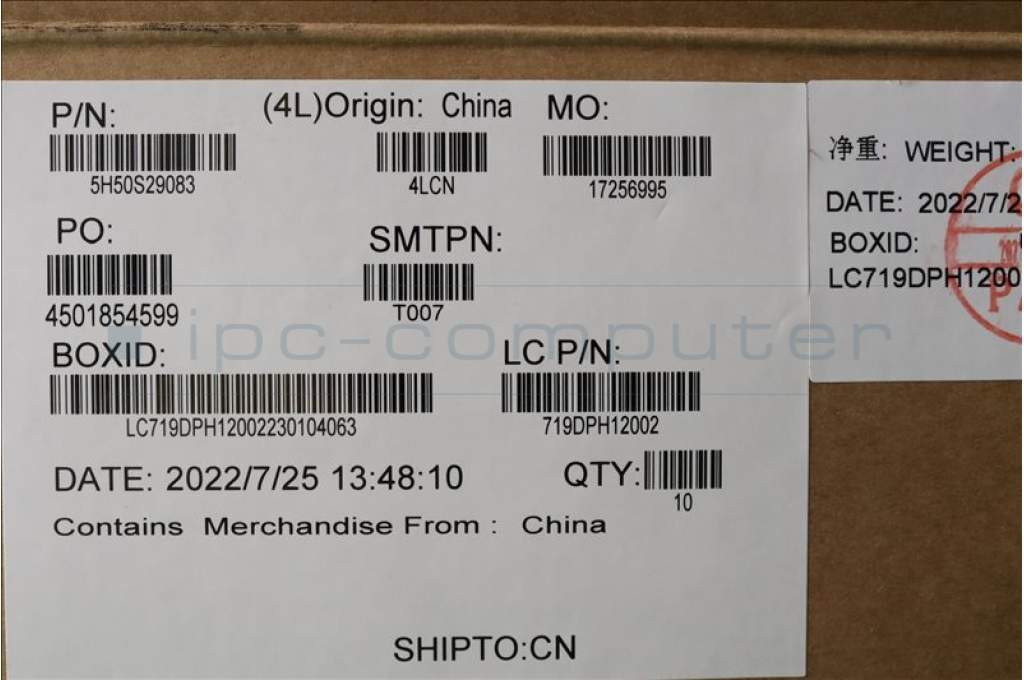 P/N:
(4L)Origin: China
MO:
5H50S29083
4LCN
17256995
PO:
SMTPN:
4501854599
T007
BOXID:
LC P/N:
LC719DPH12002230104063
719DPH12002
DATE: 2022/7/25 13:48:10
QTY:
10
Contains Merchandise From : China
SHIPTO:CN
净重: WEIGHT:
DATE: 2022/7/2
BOXID:
LC719DPH1200
ipc-computer